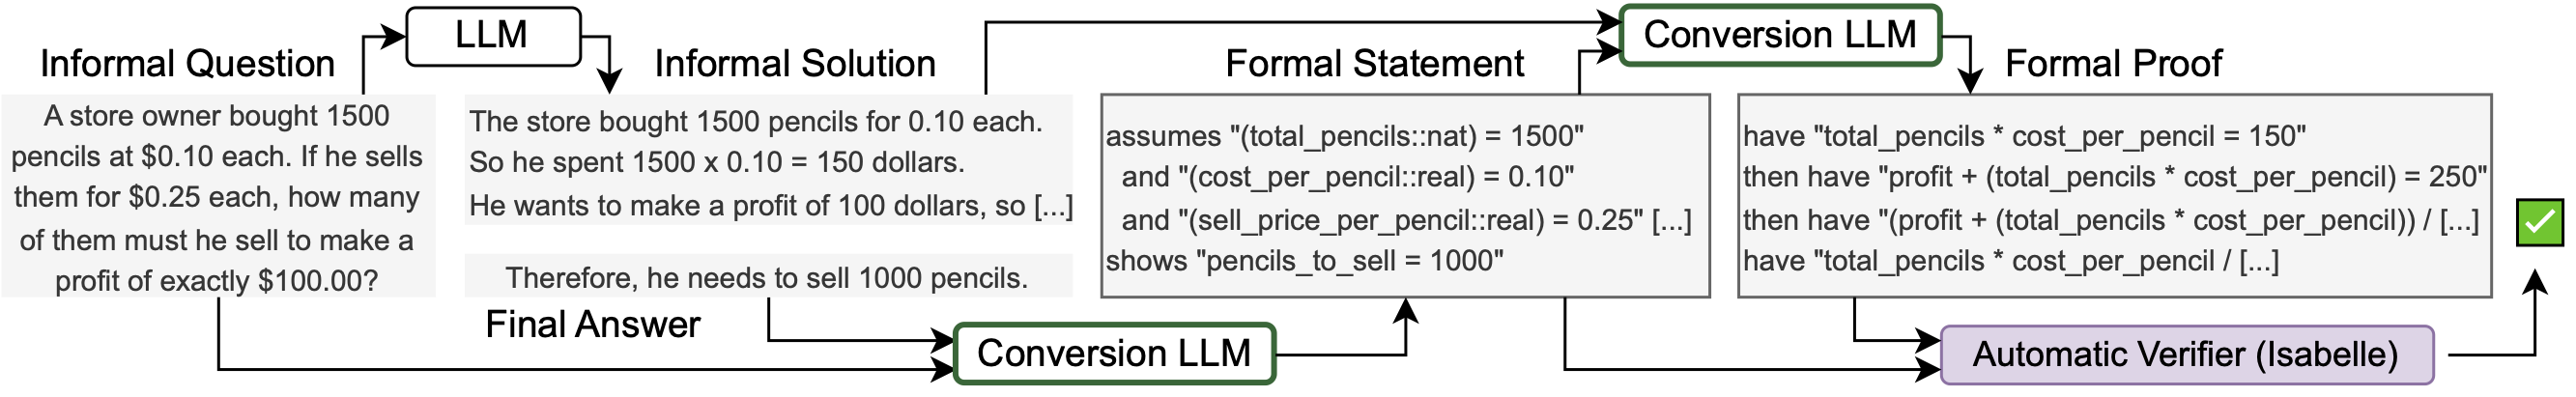 Informal Question
A store owner bought 1500
pencils at $0.10 each. If he sells
them for $0.25 each, how many
of them must he sell to make a
profit of exactly $100.00?
LLM
Informal Solution
The store bought 1500 pencils for 0.10 each.
So he spent 1500 x 0.10 = 150 dollars.
He wants to make a profit of 100 dollars, so [...]
Therefore, he needs to sell 1000 pencils.
Final Answer
Conversion LLM
Formal Statement
assumes "(total_pencils::nat) = 1500"
and "(cost_per_pencil::real) = 0.10"
and "(sell_price_per_pencil::real) = 0.25" [...]
shows "pencils_to_sell = 1000"
Conversion LLM
Formal Proof
have "total_pencils * cost_per_pencil = 150"
then have "profit + (total_pencils * cost_per_pencil) = 250"
then have "(profit + (total_pencils * cost_per_pencil)) / [...]
have "total_pencils * cost_per_pencil / [...]
Automatic Verifier (Isabelle)